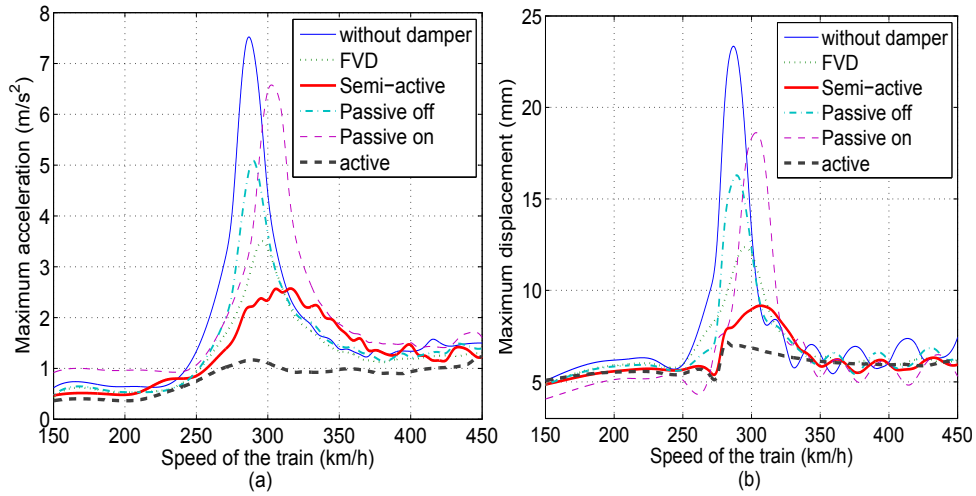 8
7
6
5
4
3
2
1
0
Maximum acceleration (m/s²)
without damper
FVD
Semi−active
Passive off
Passive on
active
150 200 250 300 350 400 450
Speed of the train (km/h)
(a)
25
20
15
10
5
Maximum displacement (mm)
without damper
FVD
Semi−active
Passive off
Passive on
active
150 200 250 300 350 400 450
Speed of the train (km/h)
(b)